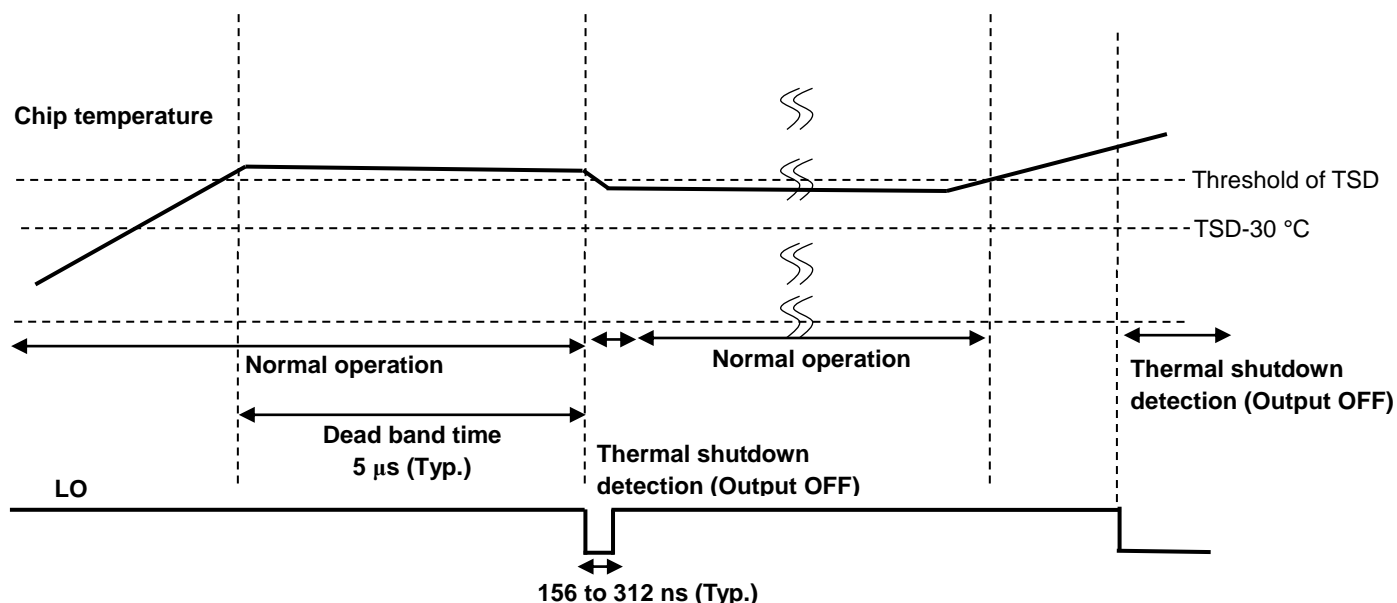 Chip temperature
Threshold of TSD
TSD-30 °C
Normal operation
Normal operation
Thermal shutdown
detection (Output OFF)
Dead band time
5 μs (Typ.)
Thermal shutdown
detection (Output OFF)
LO
156 to 312 ns (Typ.)